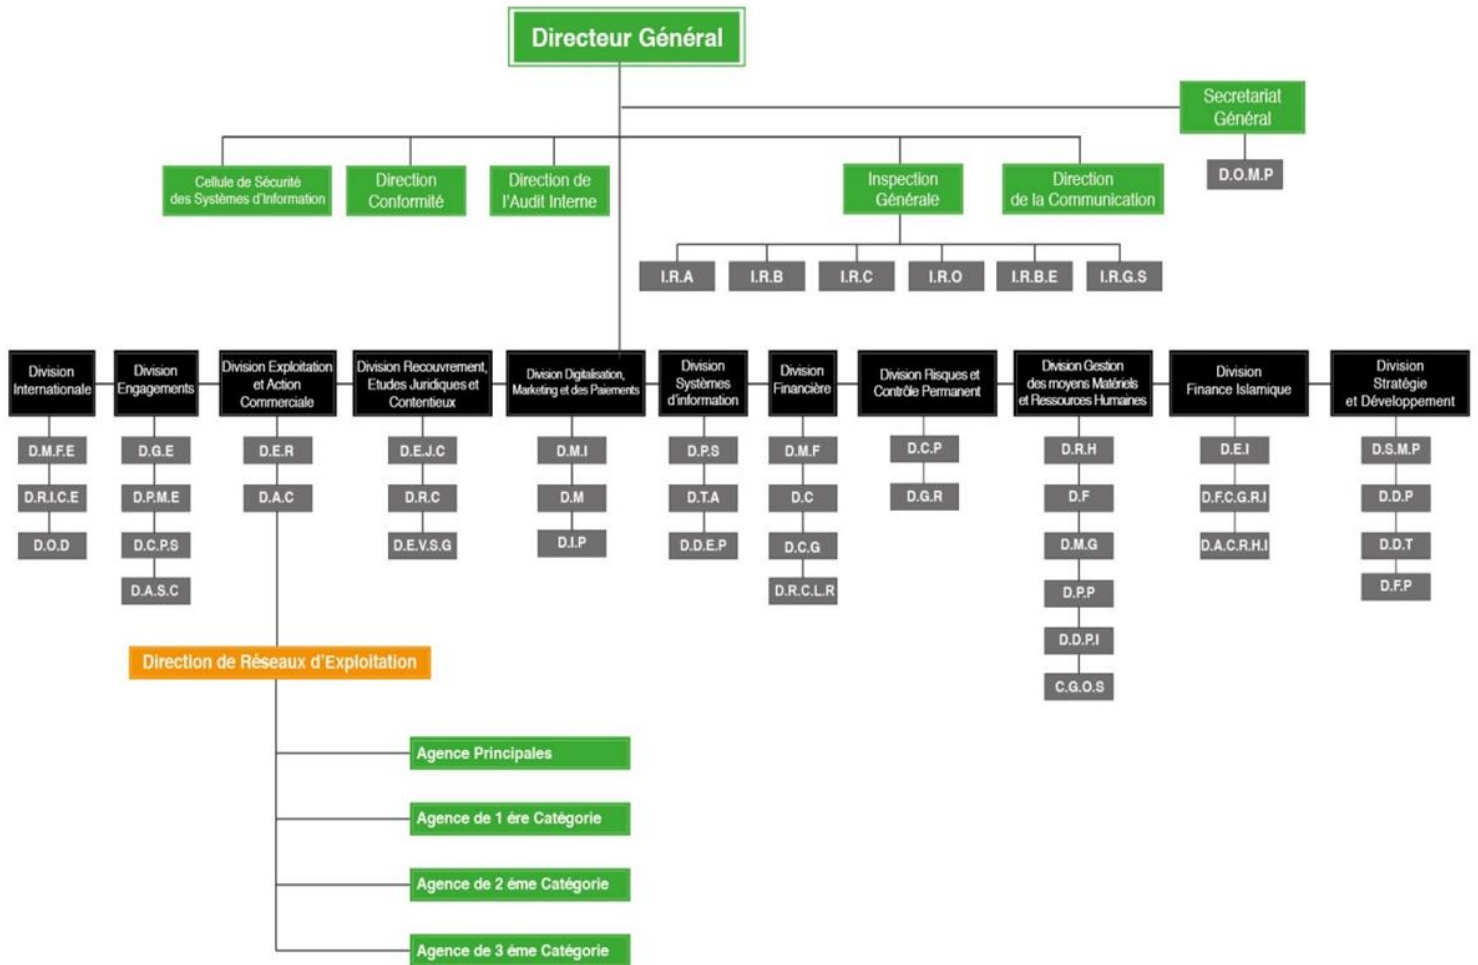 Directeur Général
Secretariat
Général
D.O.M.P
Cellule de Sécurité
des Systèmes d'Information
Direction
Conformité
Direction de
l'Audit Interne
Inspection
Générale
Direction
de la Communication
I.R.A
I.R.B
I.R.C
I.R.O
I.R.B.E
I.R.G.S
Division
Internationale
D.M.F.E
D.R.I.C.E
D.O.D
Division
Engagements
D.G.E
D.P.M.E
D.C.P.S
D.A.S.C
Division Exploitation
et Action
Commerciale
D.E.R
D.A.C
Division Recouvrement,
Etudes Juridiques et
Contentieux
D.E.J.C
D.R.C
D.E.V.S.G
Division Digitalisation,
Marketing et des Paiements
D.M.I
D.M
D.I.P
Division
Systèmes
d'information
D.P.S
D.T.A
D.D.E.P
Division
Financière
D.M.F
D.C
D.C.G
D.R.C.L.R
Division Risques et
Contrôle Permanent
D.C.P
D.G.R
Division Gestion
des moyens Matériels
et Ressources Humaines
D.R.H
D.F
D.M.G
D.P.P
D.D.P.I
C.G.O.S
Division
Finance Islamique
D.E.I
D.F.C.G.R.I
D.A.C.R.H.I
Division
Stratégie
et Développement
D.S.M.P
D.D.P
D.D.T
D.F.P
Direction de Réseaux d'Exploitation
Agence Principales
Agence de 1 ére Catégorie
Agence de 2 éme Catégorie
Agence de 3 éme Catégorie